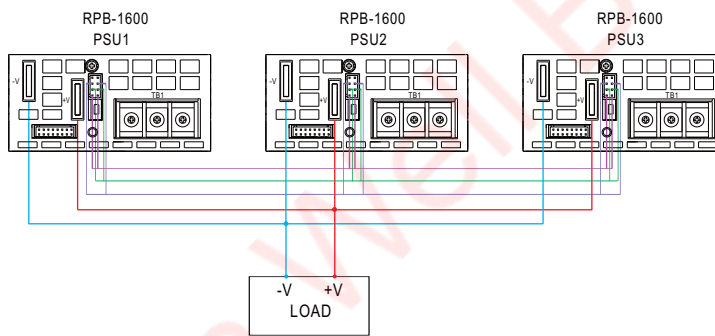 RPB-1600 RPB-1600 RPB-1600
PSU1 PSU2 PSU3
-V +V TB1 -V +V TB1 -V +V TB1
-V +V
LOAD